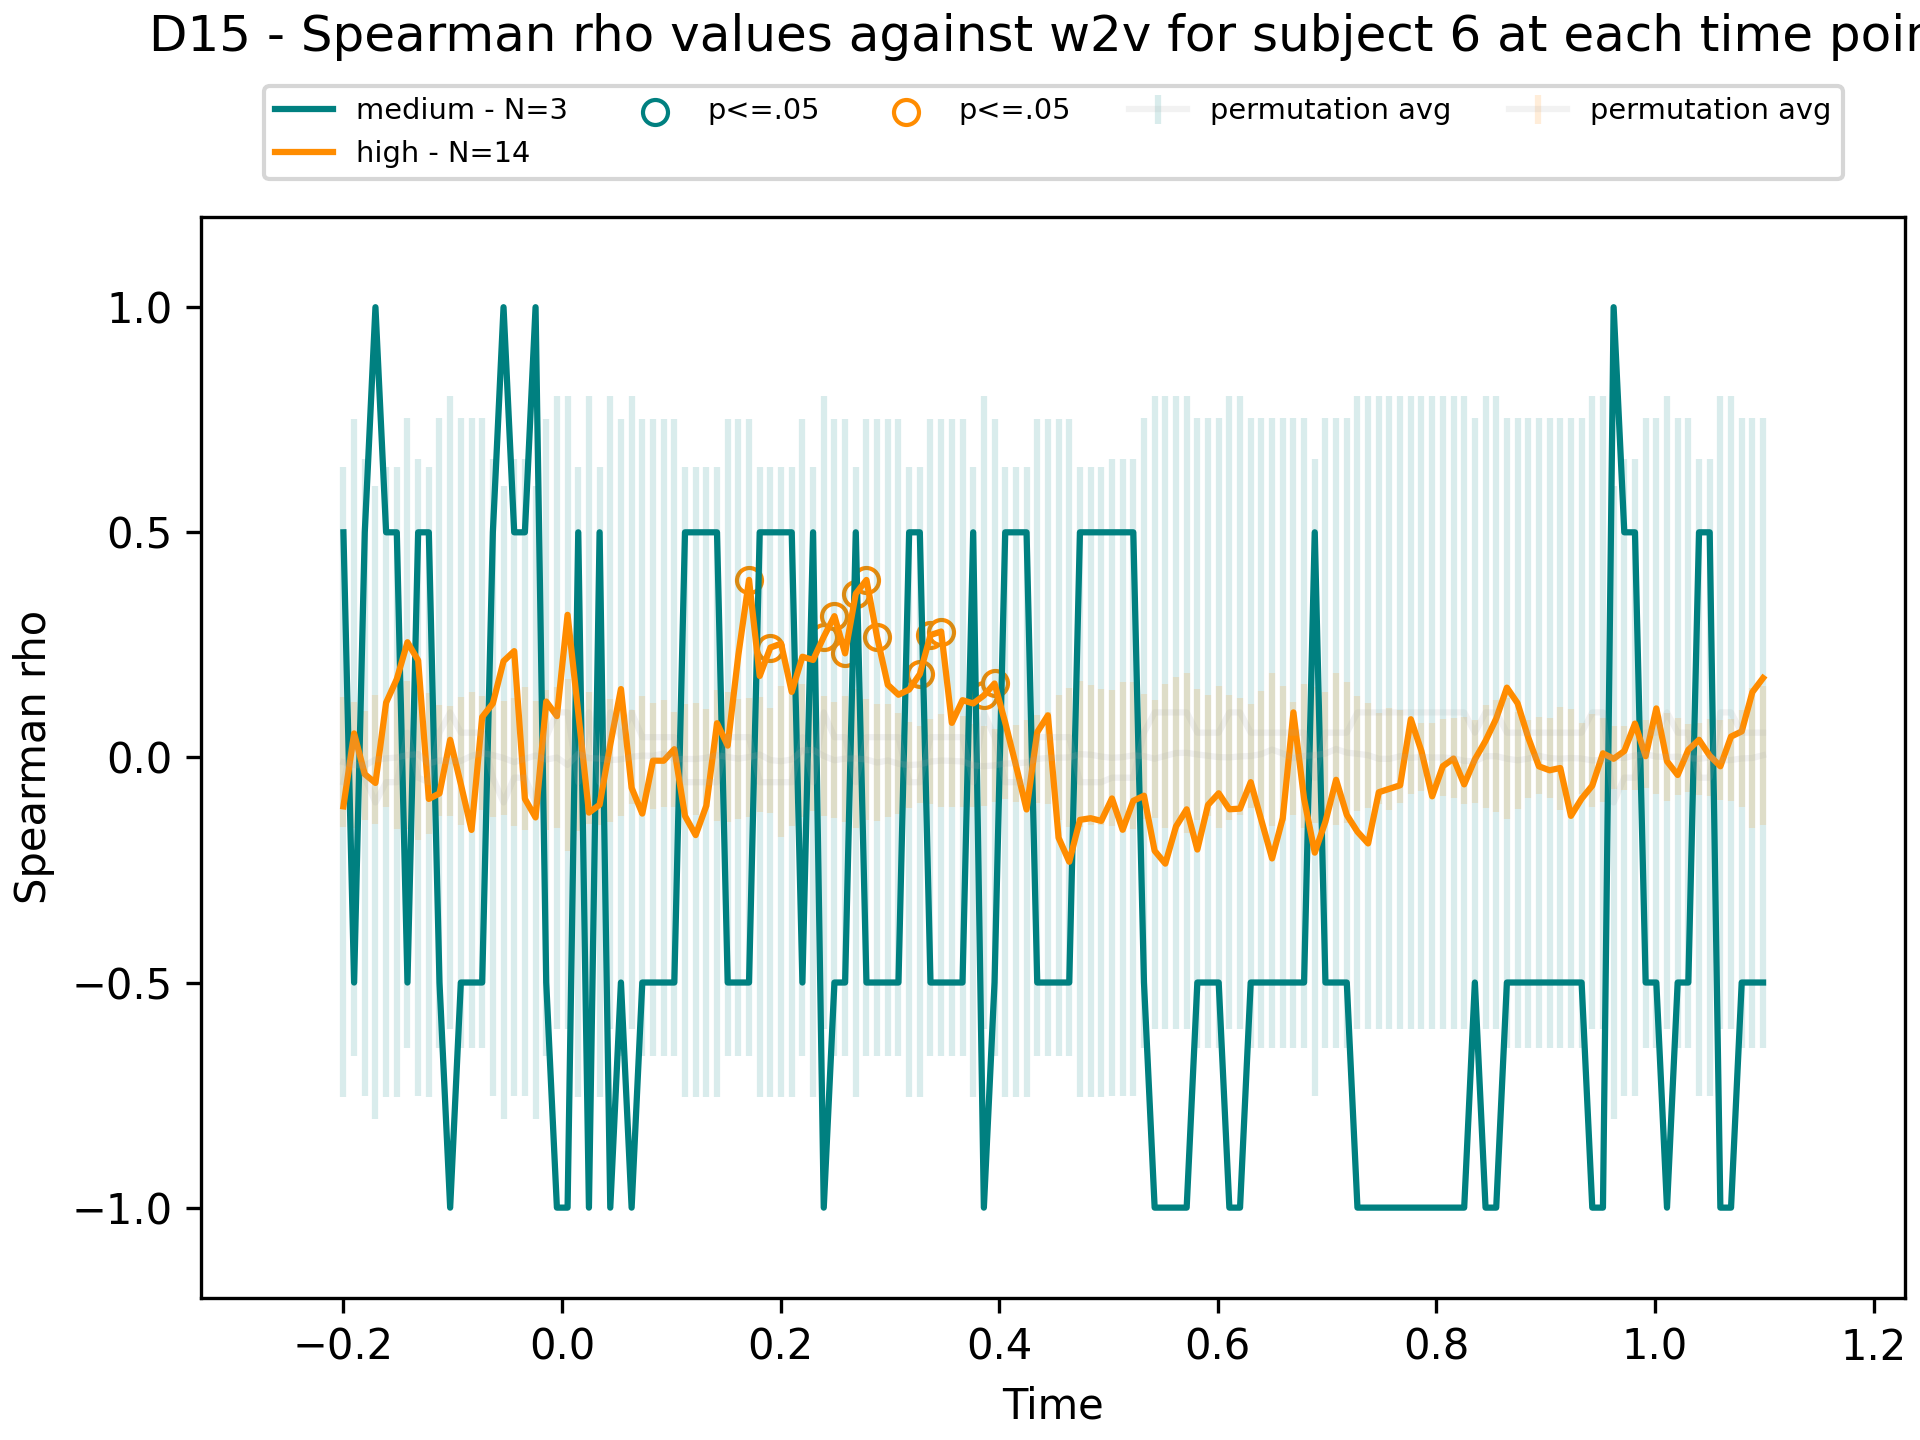 D15 - Spearman rho values against w2v for subject 6 at each time poin
medium - N=3
high - N=14
p<=.05
p<=.05
permutation avg
permutation avg
Spearman rho
1.0
0.5
0.0
−0.5
−1.0
−0.2 0.0 0.2 0.4 0.6 0.8 1.0 1.2
Time